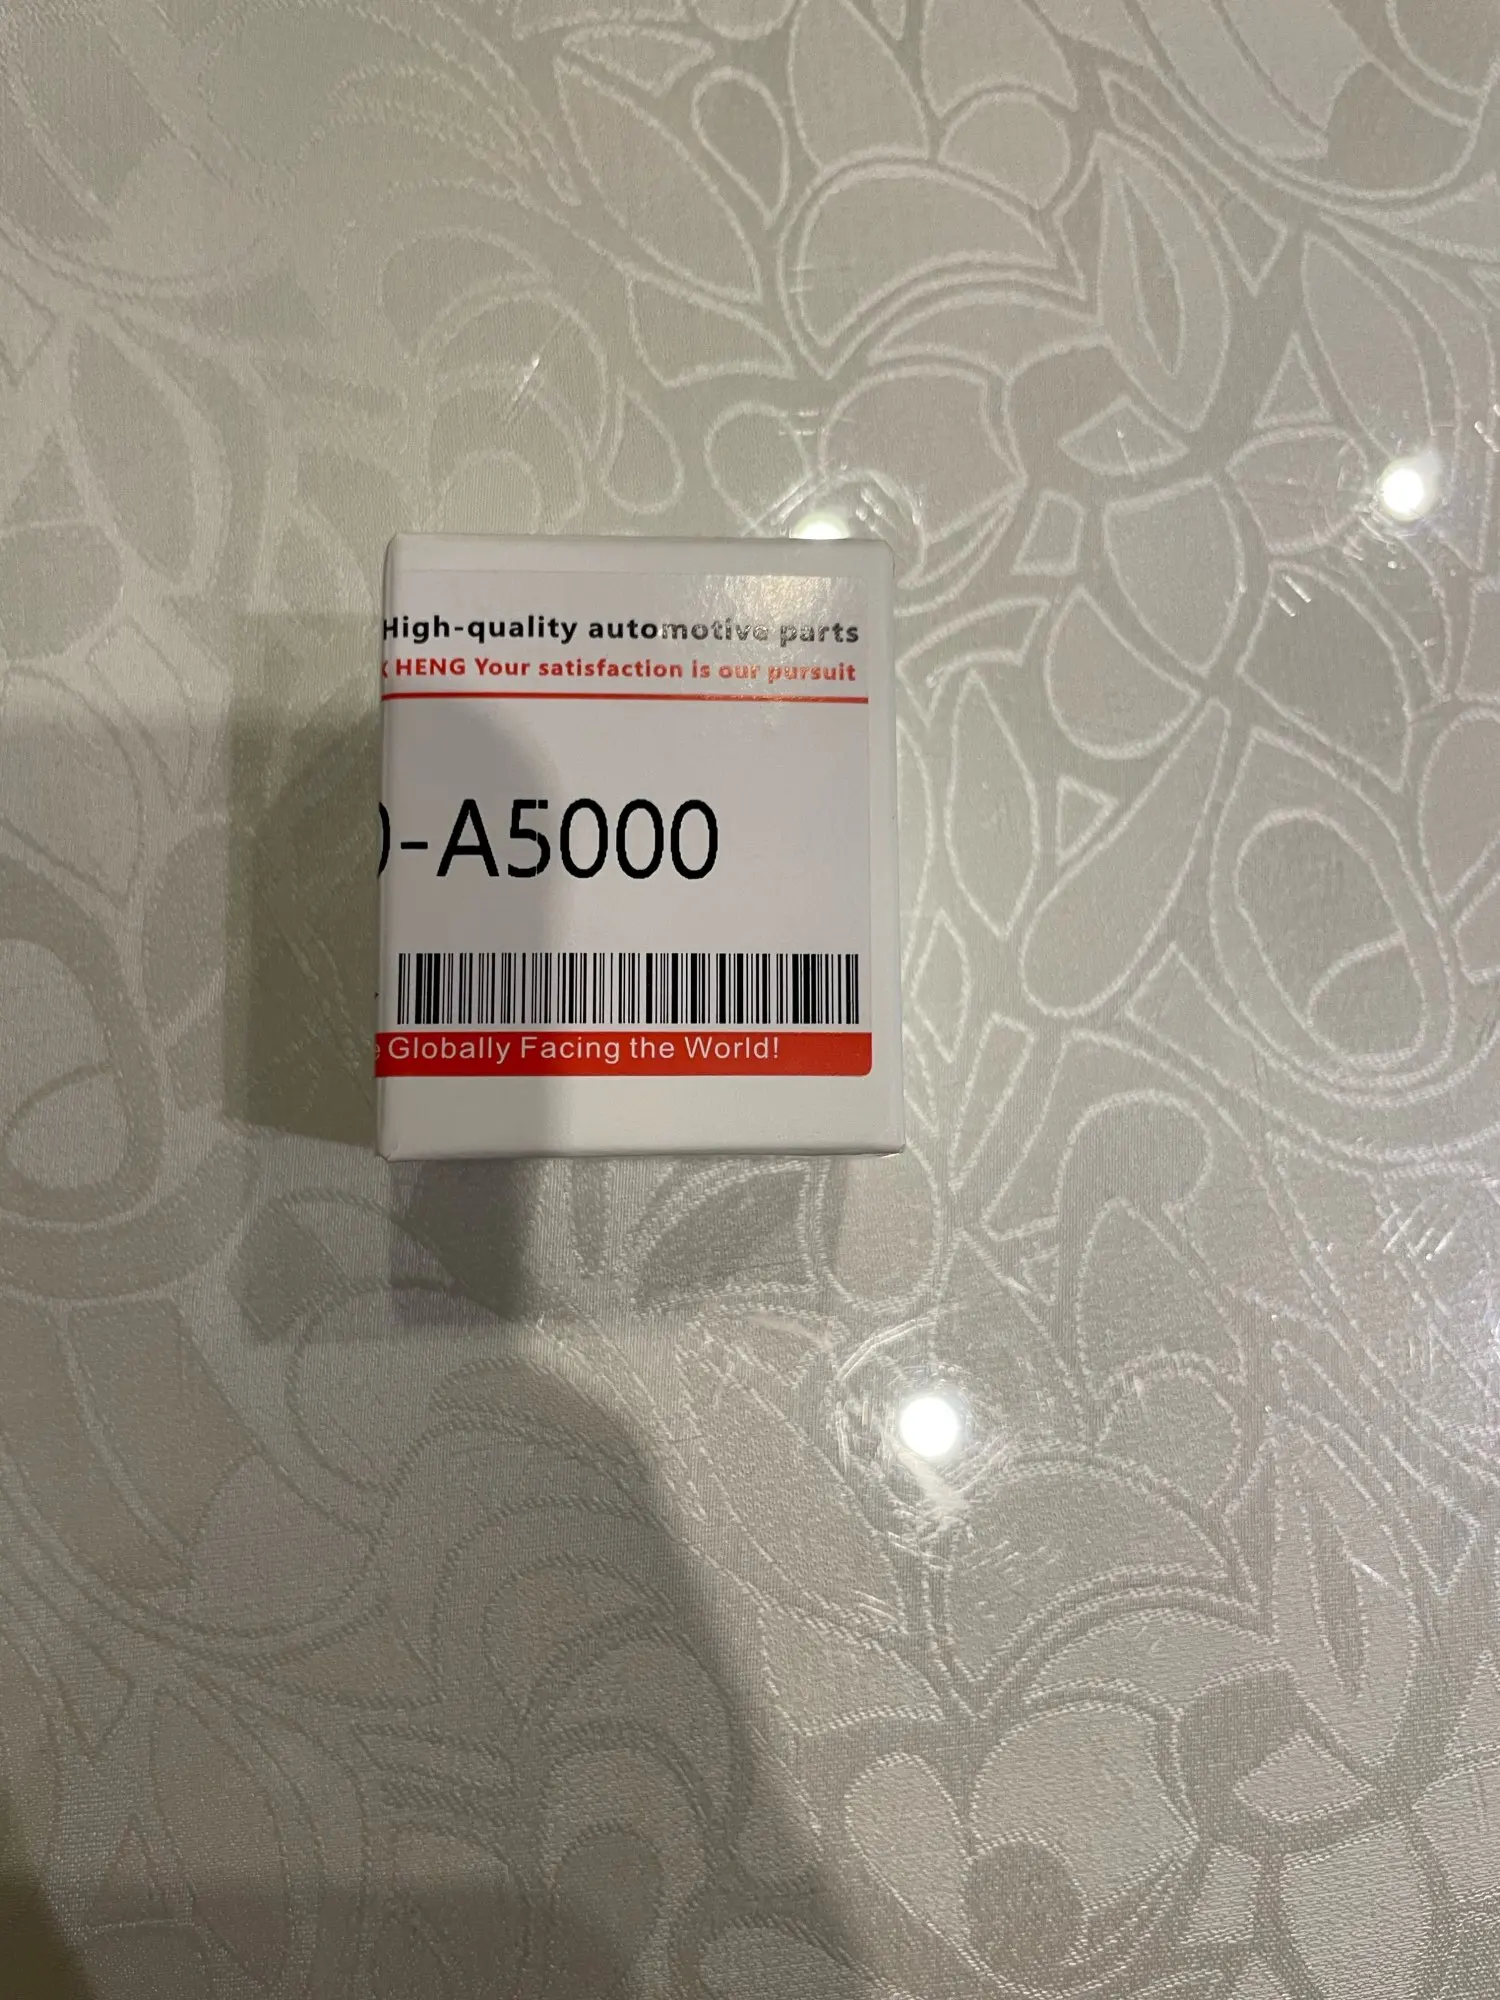 High-quality automotive parts
HENG Your satisfaction is our pursuit
-A5000
Globally Facing the World!